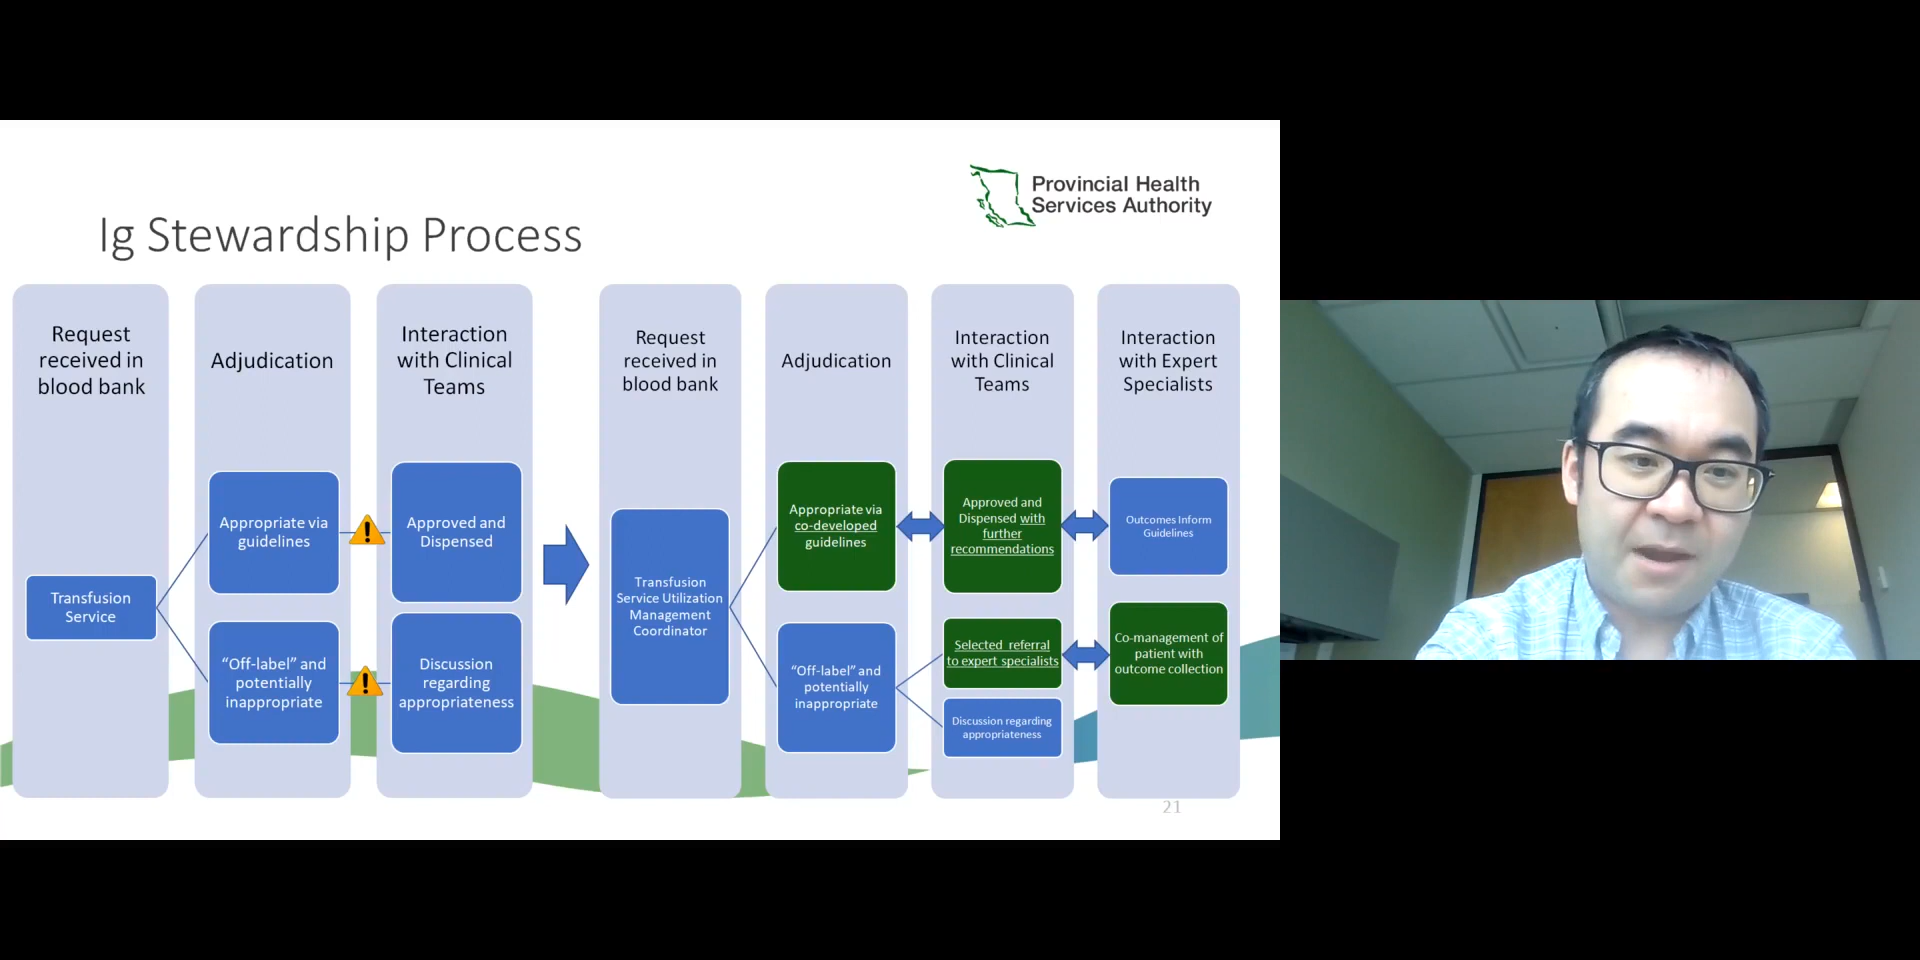 Provincial Health
Services Authority
Ig Stewardship Process
Request
received in
blood bank
Adjudication
Interaction
with Clinical
Teams
Transfusion
Service
Appropriate via
guidelines
Approved and
Dispensed
"Off-label" and
potentially
inappropriate
Discussion
regarding
appropriateness
Request
received in
blood bank
Adjudication
Interaction
with Clinical
Teams
Interaction
with Expert
Specialists
Transfusion
Service Utilization
Management
Coordinator
Appropriate via
co-developed
guidelines
Approved and
Dispensed with
further
recommendations
Outcomes Inform
Guidelines
"Off-label" and
potentially
inappropriate
Selected referral
to expert specialists
Co-management of
patient with
outcome collection
Discussion regarding
appropriateness
21